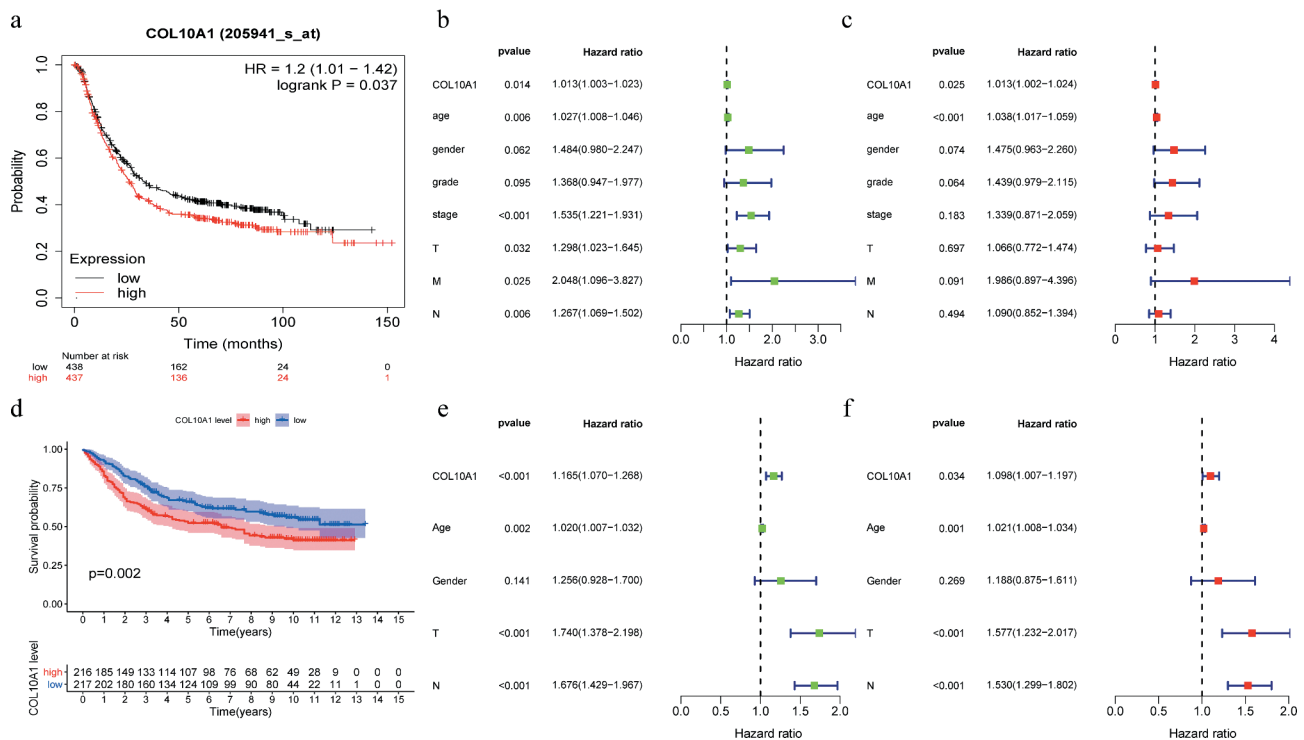 a
COL10A1 (205941_s_at)
HR = 1.2 (1.01 − 1.42)
logrank P = 0.037
Probability
1.0
0.8
0.6
0.4
0.2
0.0
Expression
low
high
0 50 100 150
Time (months)
Number at risk
low 438 162 24 0
high 437 136 24 1
b
pvalue Hazard ratio
COL10A1 0.014 1.013(1.003−1.023)
age 0.006 1.027(1.008−1.046)
gender 0.062 1.484(0.980−2.247)
grade 0.095 1.368(0.947−1.977)
stage <0.001 1.535(1.221−1.931)
T 0.032 1.298(1.023−1.645)
M 0.025 2.048(1.096−3.827)
N 0.006 1.267(1.069−1.502)
0.0 1.0 2.0 3.0
Hazard ratio
c
pvalue Hazard ratio
COL10A1 0.025 1.013(1.002−1.024)
age <0.001 1.038(1.017−1.059)
gender 0.074 1.475(0.963−2.260)
grade 0.064 1.439(0.979−2.115)
stage 0.183 1.339(0.871−2.059)
T 0.697 1.066(0.772−1.474)
M 0.091 1.986(0.897−4.396)
N 0.494 1.090(0.852−1.394)
0 1 2 3 4
Hazard ratio
d
COL10A1 level high low
Survival probability
1.00
0.75
0.50
0.25
0.00
p=0.002
0 1 2 3 4 5 6 7 8 9 10 11 12 13 14 15
Time(years)
COL10A1 level
high 216 185 149 133 114 107 98 76 68 62 49 28 9 0 0 0
low 217 202 180 160 134 124 109 99 90 80 44 22 11 1 0 0
0 1 2 3 4 5 6 7 8 9 10 11 12 13 14 15
Time(years)
e
pvalue Hazard ratio
COL10A1 <0.001 1.165(1.070−1.268)
Age 0.002 1.020(1.007−1.032)
Gender 0.141 1.256(0.928−1.700)
T <0.001 1.740(1.378−2.198)
N <0.001 1.676(1.429−1.967)
0.0 0.5 1.0 1.5 2.0
Hazard ratio
f
pvalue Hazard ratio
COL10A1 0.034 1.098(1.007−1.197)
Age 0.001 1.021(1.008−1.034)
Gender 0.269 1.188(0.875−1.611)
T <0.001 1.577(1.232−2.017)
N <0.001 1.530(1.299−1.802)
0.0 0.5 1.0 1.5 2.0
Hazard ratio